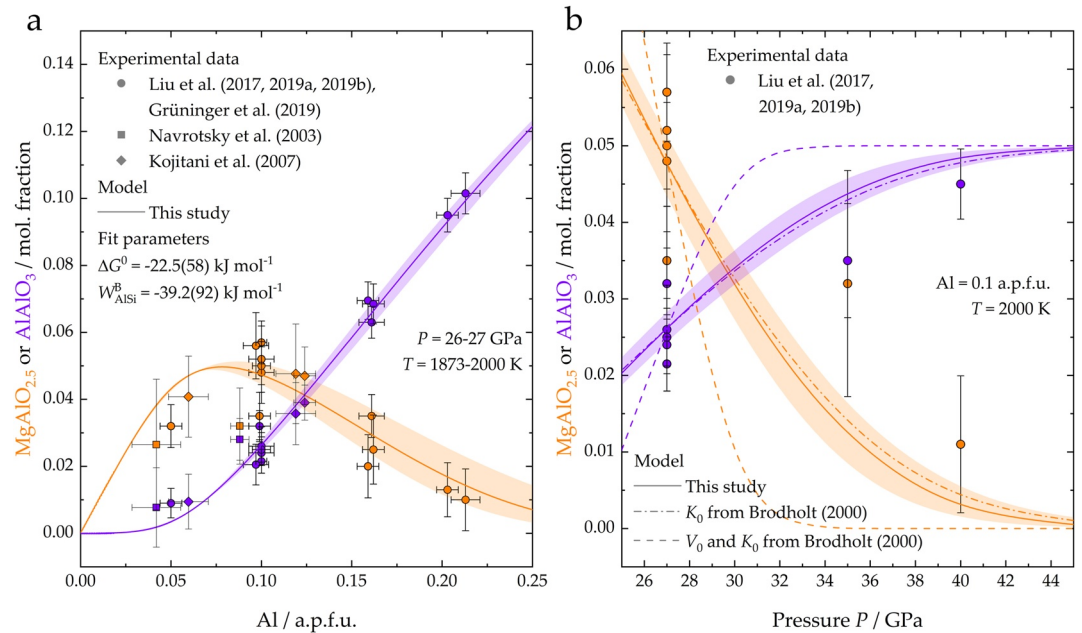 a
Experimental data
Liu et al. (2017, 2019a, 2019b),
Grüninger et al. (2019)
Navrotsky et al. (2003)
Kojitani et al. (2007)
Model
This study
Fit parameters
ΔG⁰ = -22.5(58) kJ mol⁻¹
W^B_AlSi = -39.2(92) kJ mol⁻¹
P = 26-27 GPa
T = 1873-2000 K
MgAlO₂.₅ or AlAlO₃ / mol. fraction
0.14
0.12
0.10
0.08
0.06
0.04
0.02
0.00
0.00 0.05 0.10 0.15 0.20 0.25
Al / a.p.f.u.
b
Experimental data
Liu et al. (2017,
2019a, 2019b)
Al = 0.1 a.p.f.u.
T = 2000 K
Model
This study
K₀ from Brodholt (2000)
V₀ and K₀ from Brodholt (2000)
MgAlO₂.₅ or AlAlO₃ / mol. fraction
0.06
0.05
0.04
0.03
0.02
0.01
0.00
26 28 30 32 34 36 38 40 42 44
Pressure P / GPa